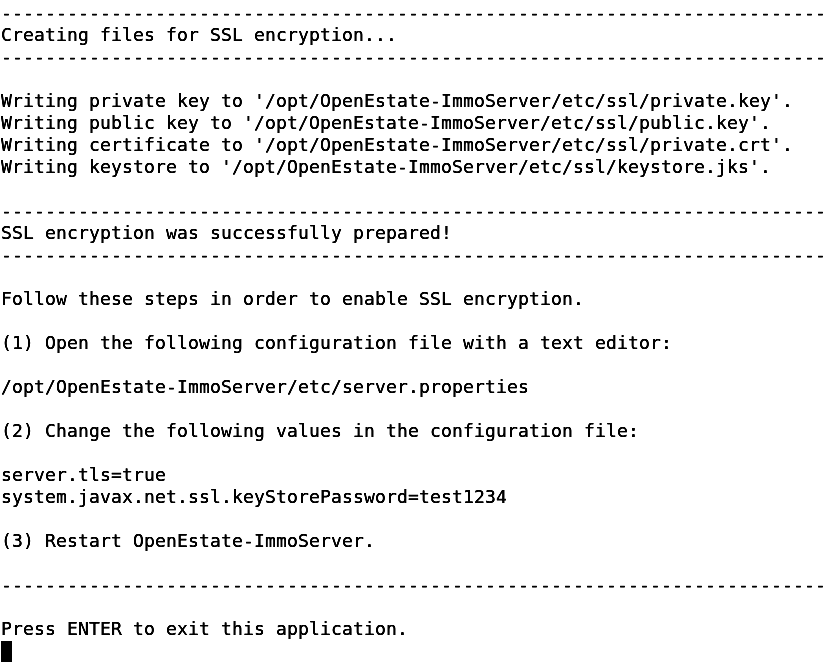 ---------------------------------------------------------------------------
Creating files for SSL encryption...
---------------------------------------------------------------------------
Writing private key to '/opt/OpenEstate-ImmoServer/etc/ssl/private.key'.
Writing public key to '/opt/OpenEstate-ImmoServer/etc/ssl/public.key'.
Writing certificate to '/opt/OpenEstate-ImmoServer/etc/ssl/private.crt'.
Writing keystore to '/opt/OpenEstate-ImmoServer/etc/ssl/keystore.jks'.
---------------------------------------------------------------------------
SSL encryption was successfully prepared!
---------------------------------------------------------------------------
Follow these steps in order to enable SSL encryption.
(1) Open the following configuration file with a text editor:
/opt/OpenEstate-ImmoServer/etc/server.properties
(2) Change the following values in the configuration file:
server.tls=true
system.javax.net.ssl.keyStorePassword=test1234
(3) Restart OpenEstate-ImmoServer.
---------------------------------------------------------------------------
Press ENTER to exit this application.